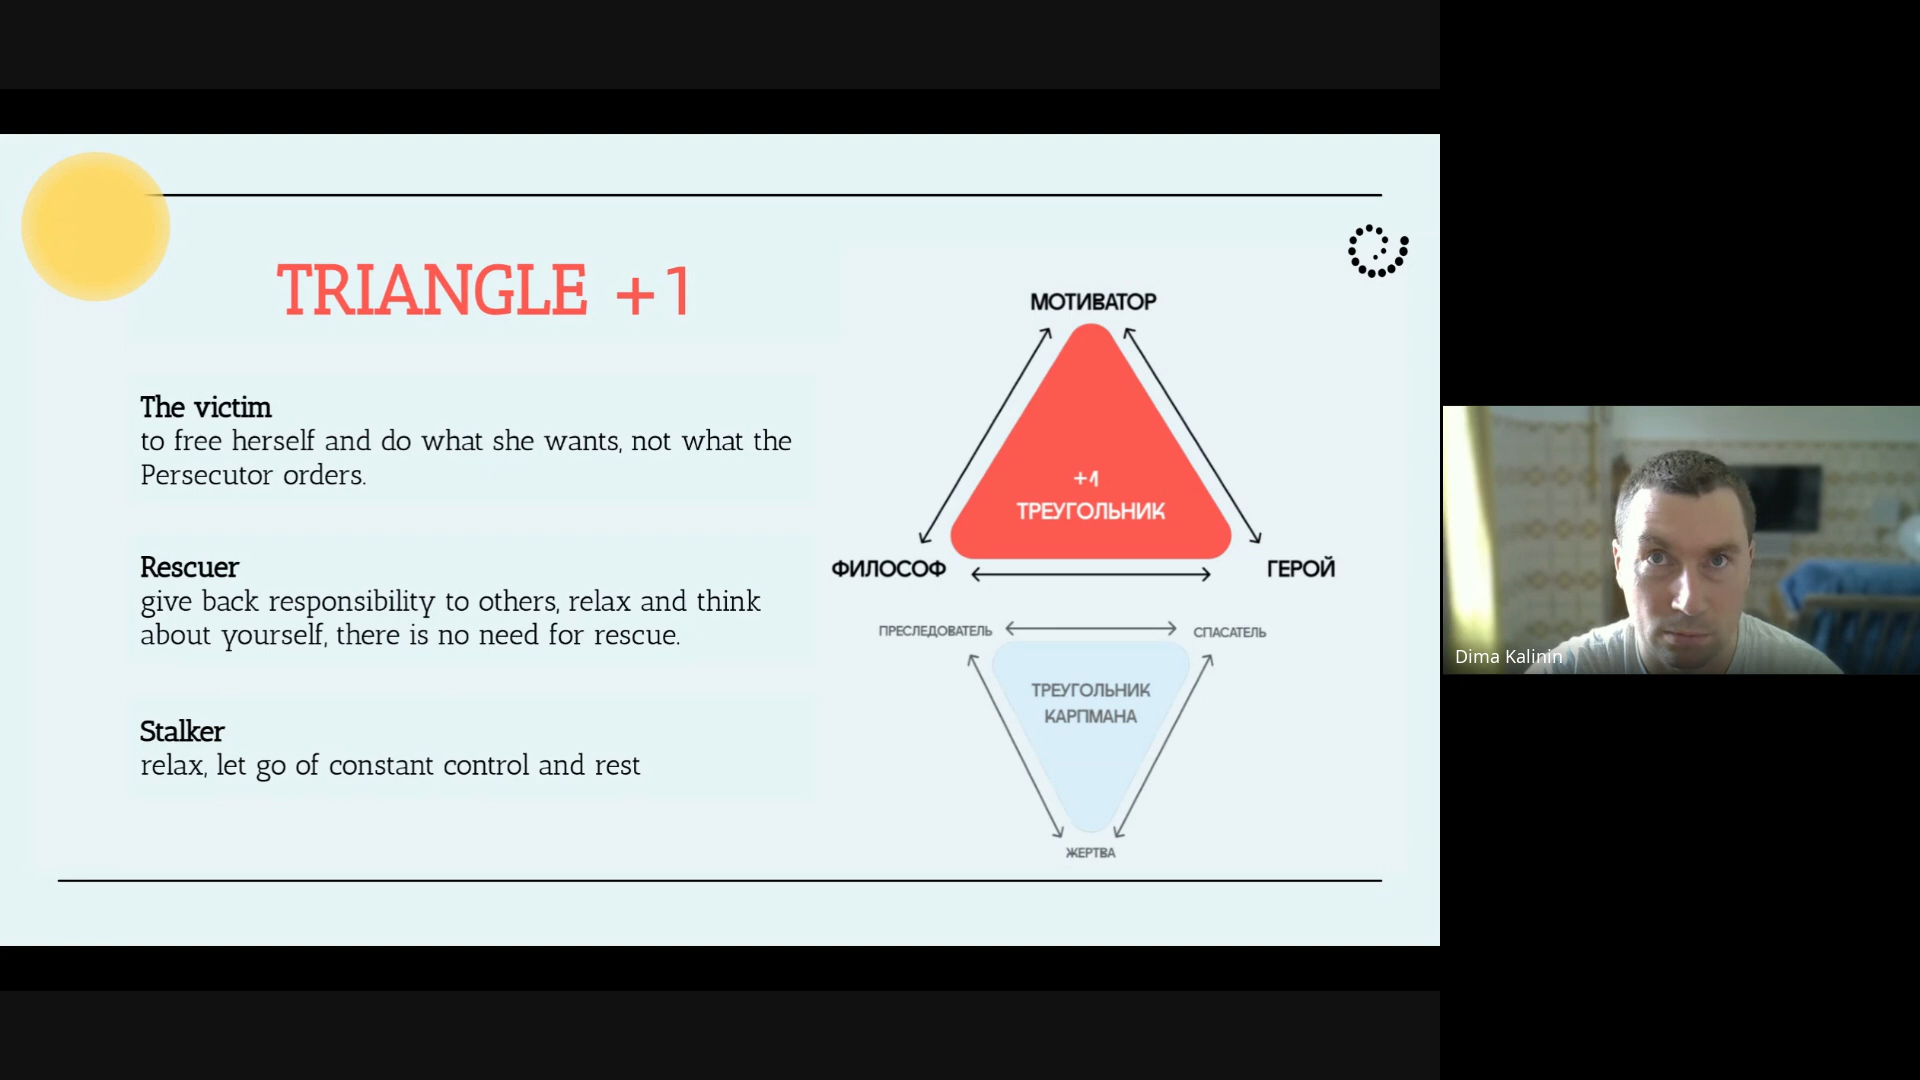 TRIANGLE +1
The victim
to free herself and do what she wants, not what the
Persecutor orders.
Rescuer
give back responsibility to others, relax and think
about yourself, there is no need for rescue.
Stalker
relax, let go of constant control and rest
МОТИВАТОР
+1
ТРЕУГОЛЬНИК
ФИЛОСОФ
ГЕРОЙ
ПРЕСЛЕДОВАТЕЛЬ
СПАСАТЕЛЬ
ТРЕУГОЛЬНИК
КАРПМАНА
ЖЕРТВА
Dima Kalinin